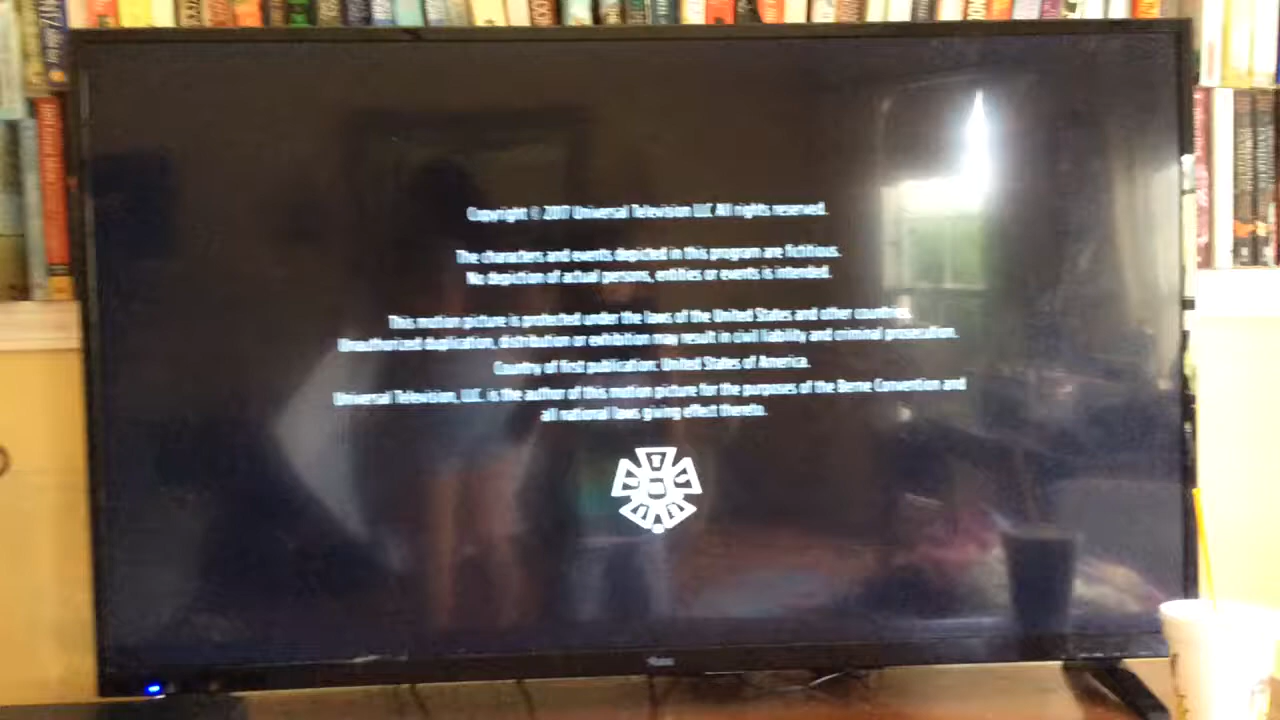 Copyright © 2017 Universal Television LLC All rights reserved.
The characters and events depicted in this program are fictitious.
No depiction of actual persons, entities or events is intended.
This motion picture is protected under the laws of the United States and other countries.
Unauthorized duplication, distribution or exhibition may result in civil liability and criminal prosecution.
Country of first publication: United States of America.
Universal Television, LLC. is the author of this motion picture for the purposes of the Berne Convention and
all national laws giving effect thereto.